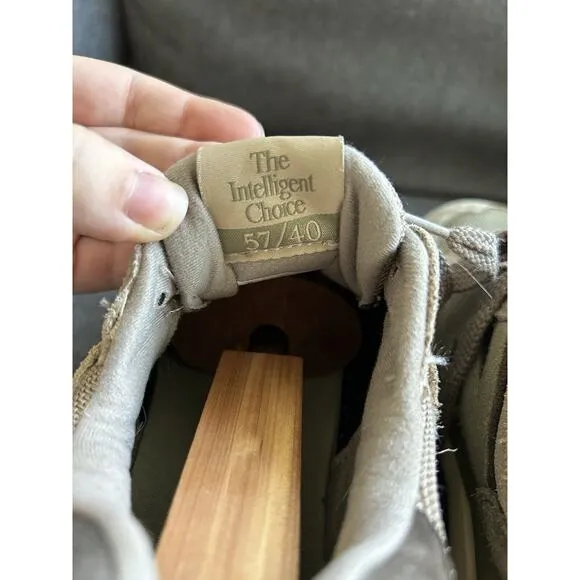 The
Intelligent
Choice
57/40